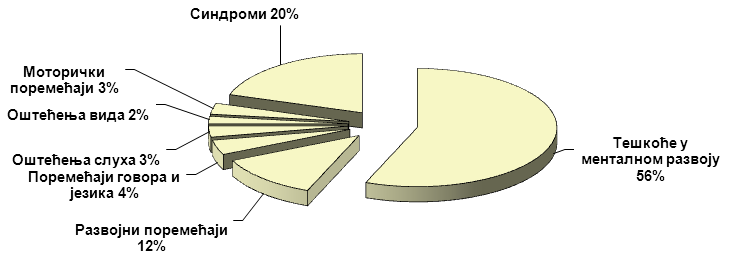 Синдроми 20%
Моторички
поремећаји 3%
Оштећења вида 2%
Оштећења слуха 3%
Поремећаји говора и
језика 4%
Развојни поремећаји
12%
Тешкоће у
менталном развоју
56%